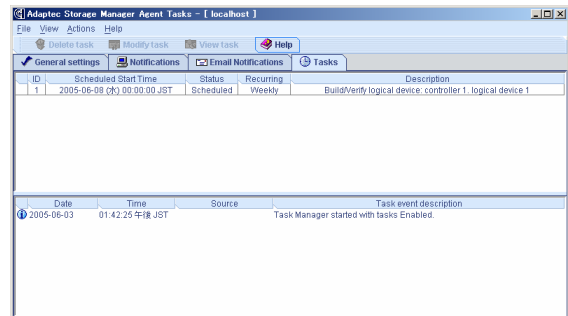 Adaptec Storage Manager Agent Tasks - [ localhost ]
File View Actions Help
Delete task Modify task View task Help
General settings Notifications Email Notifications Tasks
ID Scheduled Start Time Status Recurring Description
1 2005-06-08 (水) 00:00:00 JST Scheduled Weekly Build/Verify logical device: controller 1. logical device 1
Date Time Source Task event description
2005-06-03 01:42:25 午後 JST Task Manager started with tasks Enabled.